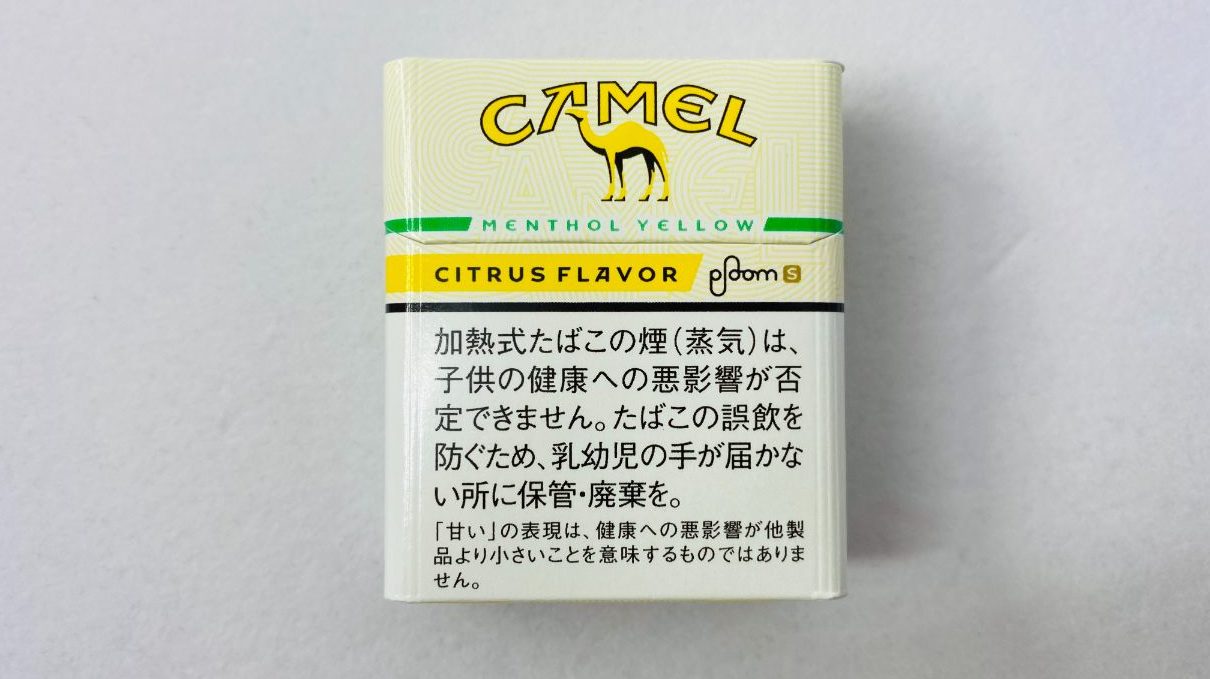 CAMEL
MENTHOL YELLOW
CITRUS FLAVOR ploom S
加熱式たばこの煙(蒸気)は、
子供の健康への悪影響が否
定できません。たばこの誤飲を
防ぐため、乳幼児の手が届かな
い所に保管・廃棄を。
「甘い」の表現は、健康への悪影響が他製
品より小さいことを意味するものではありま
せん。